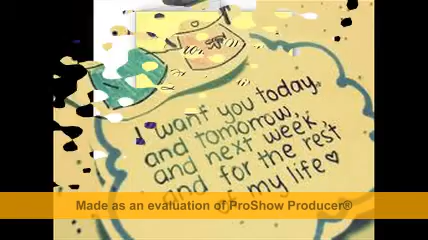 I want you today,
and tomorrow,
and next week,
and for the rest
of my life♥
Made as an evaluation of ProShow Producer®